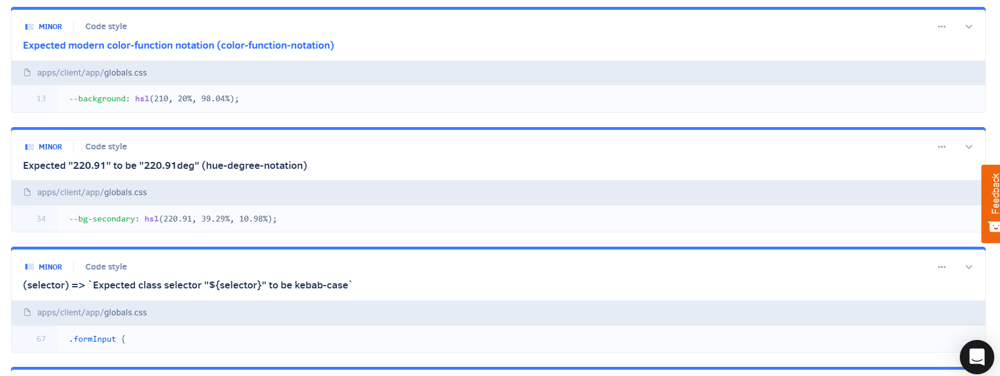 MINOR Code style
Expected modern color-function notation (color-function-notation)
apps/client/app/globals.css
13 --background: hsl(210, 20%, 98.04%);
MINOR Code style
Expected "220.91" to be "220.91deg" (hue-degree-notation)
apps/client/app/globals.css
34 --bg-secondary: hsl(220.91, 39.29%, 10.98%);
Feedback
MINOR Code style
(selector) => `Expected class selector "${selector}" to be kebab-case`
apps/client/app/globals.css
67 .formInput {